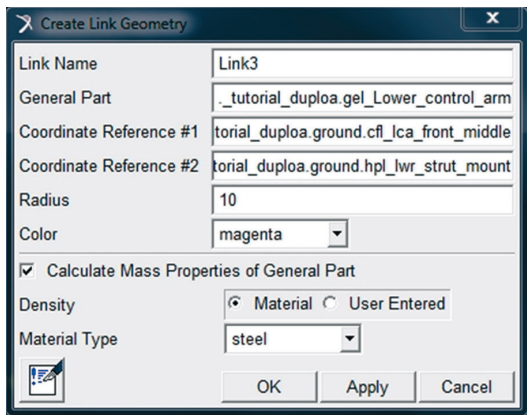 Create Link Geometry
Link Name Link3
General Part ._tutorial_duploa.gel_Lower_control_arm
Coordinate Reference #1 torial_duploa.ground.cfl_lca_front_middle
Coordinate Reference #2 torial_duploa.ground.hpl_lwr_strut_mount
Radius 10
Color magenta
Calculate Mass Properties of General Part
Density Material User Entered
Material Type steel
OK Apply Cancel